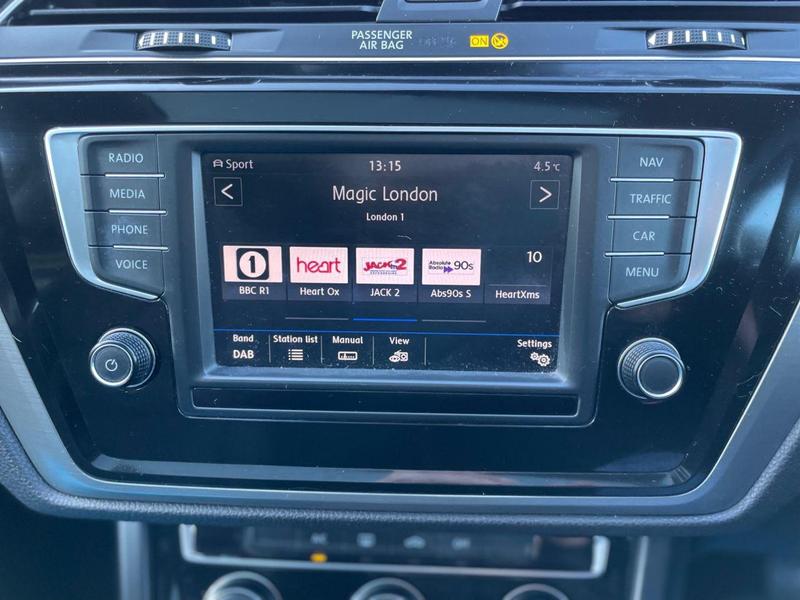 PASSENGER
AIR BAG
ON
RADIO
MEDIA
PHONE
VOICE
Sport 13:15 4.5 °C
Magic London
London 1
1 heart JACK 2 Absolute Radio 90s 10
BBC R1 Heart Ox JACK 2 Abs90s S HeartXms
Band Station list Manual View Settings
DAB
NAV
TRAFFIC
CAR
MENU